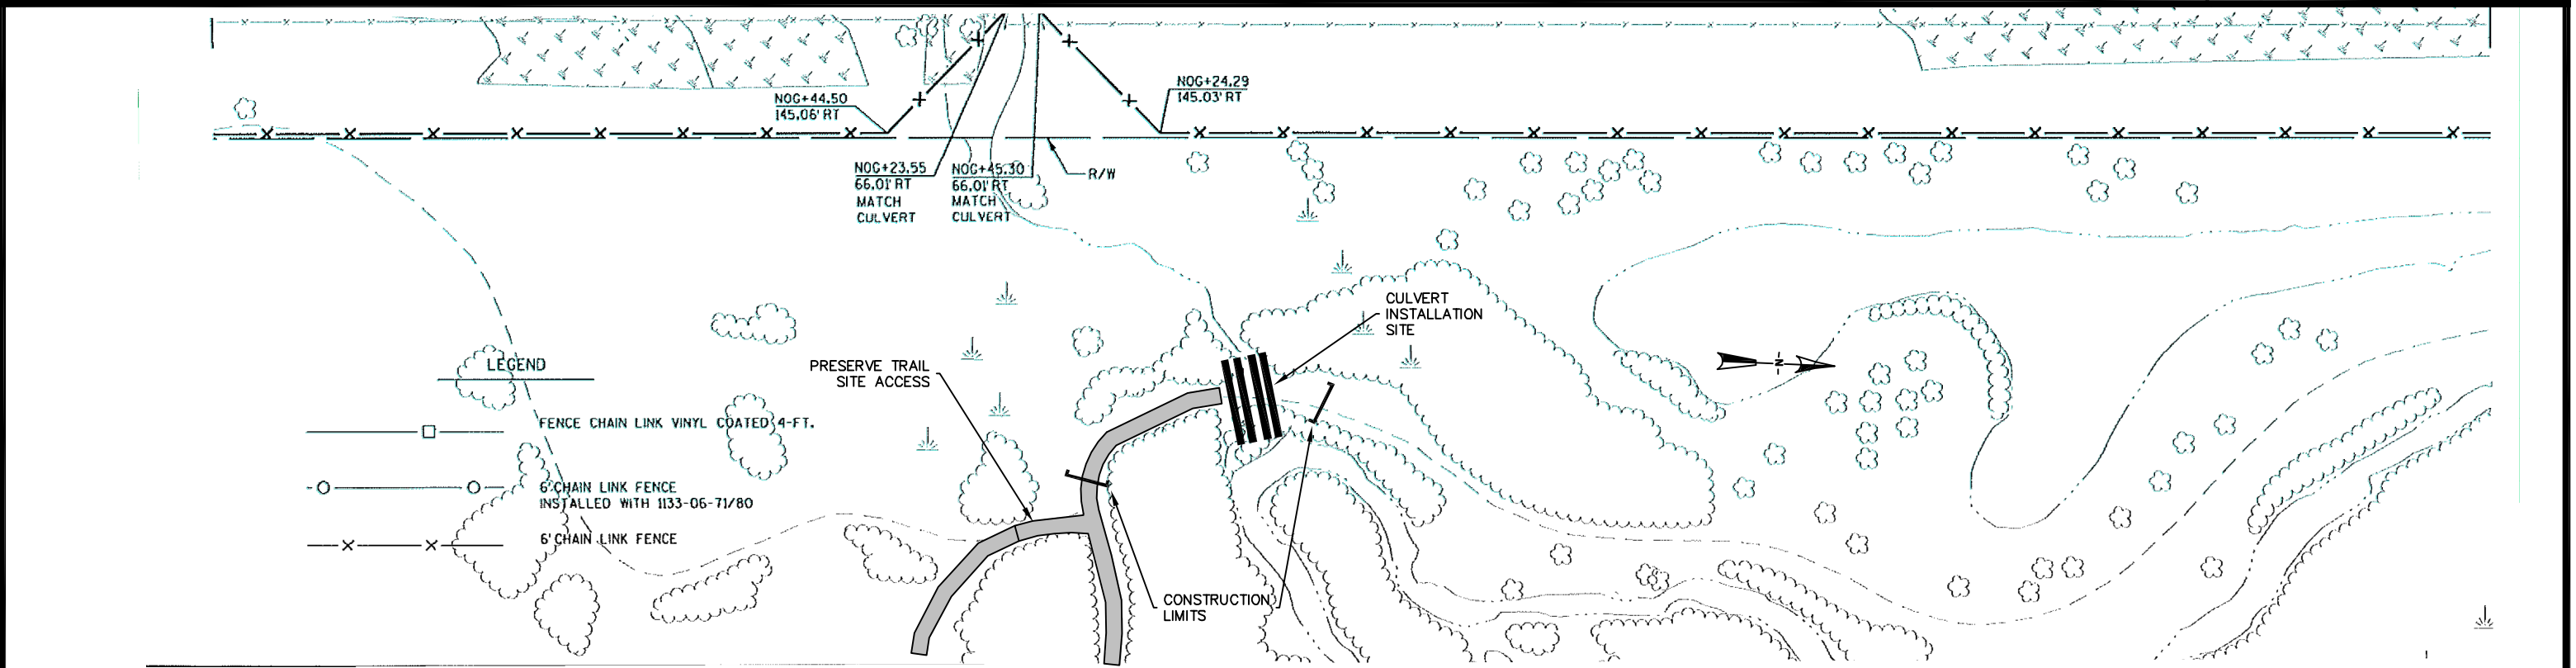 NOG+44.50
145.06' RT
NOG+24.29
145.03' RT
NOG+23.55
66.01' RT
MATCH
CULVERT
NOG+45.30
66.01' RT
MATCH
CULVERT
R/W
CULVERT
INSTALLATION
SITE
PRESERVE TRAIL
SITE ACCESS
N
LEGEND
FENCE CHAIN LINK VINYL COATED 4-FT.
6' CHAIN LINK FENCE
INSTALLED WITH 1133-06-71/80
6' CHAIN LINK FENCE
CONSTRUCTION
LIMITS